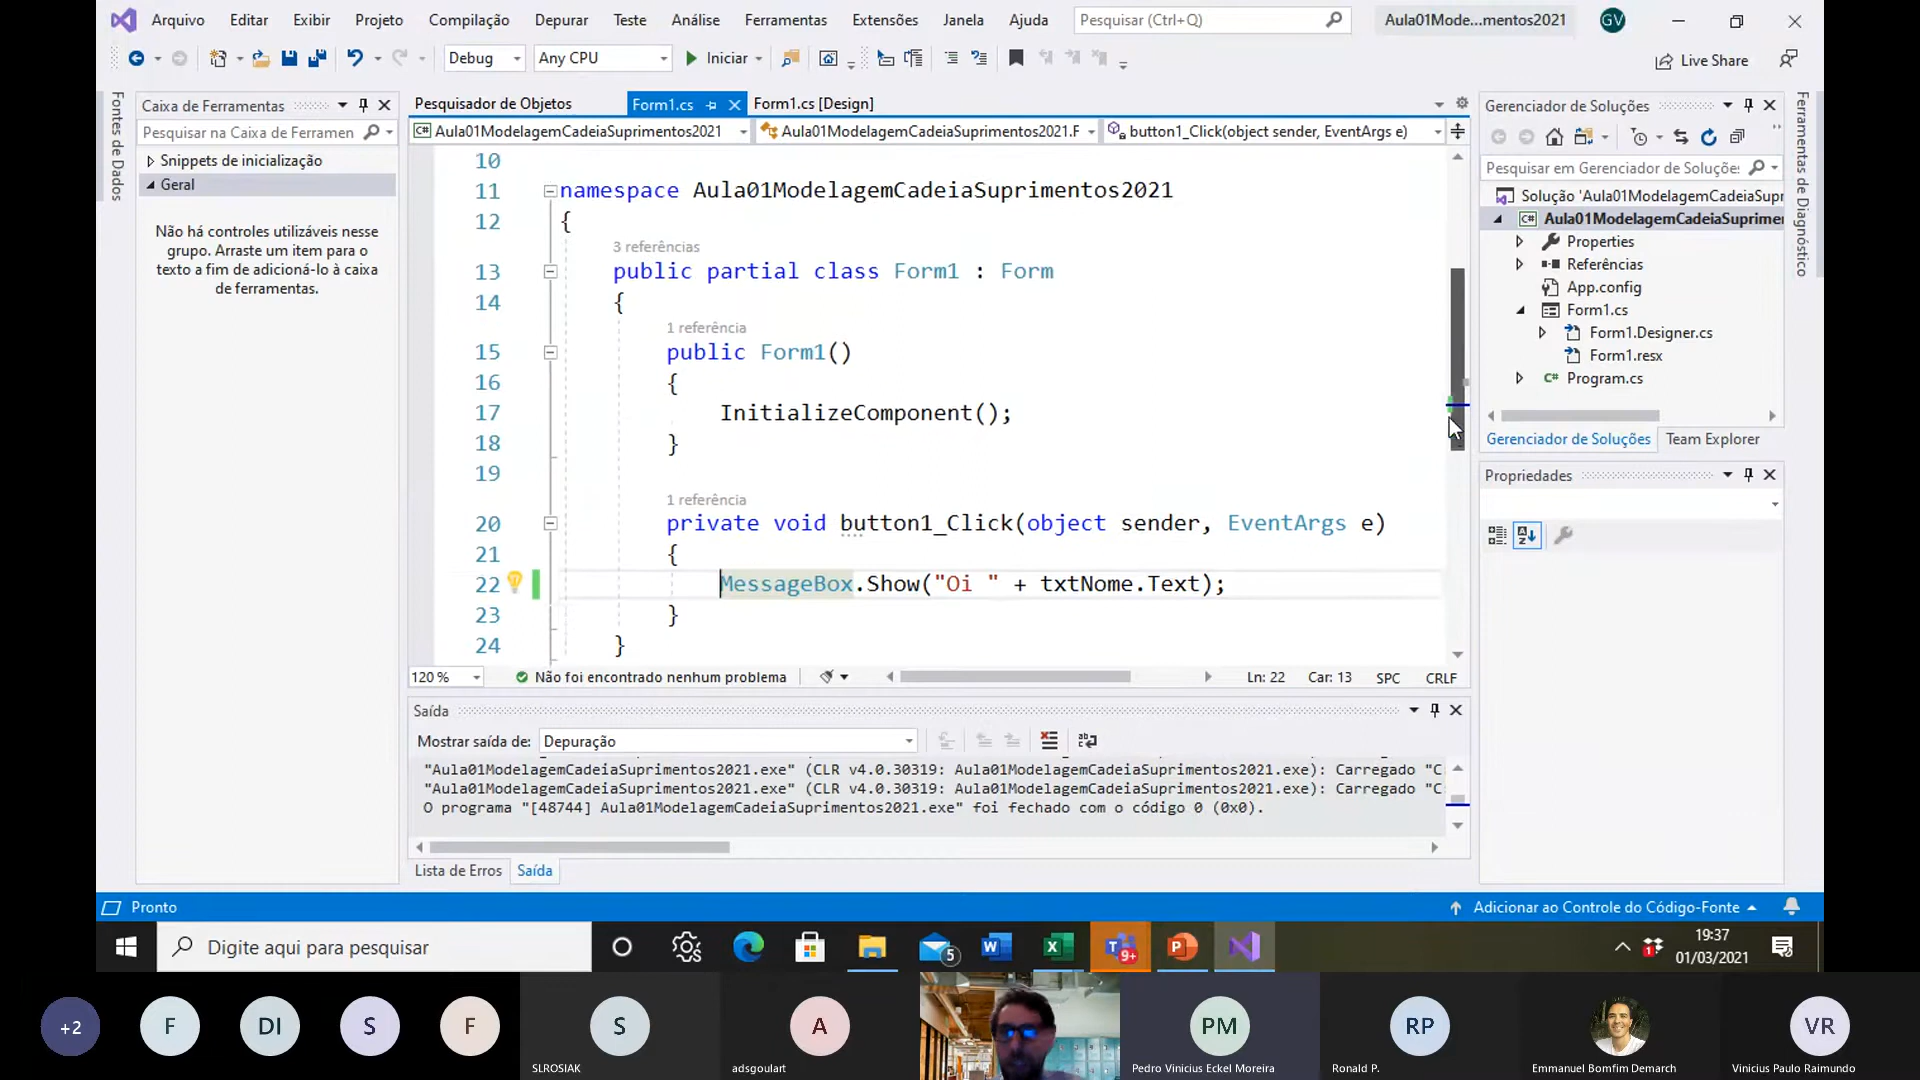 Arquivo Editar Exibir Projeto Compilação Depurar Teste Análise Ferramentas Extensões Janela Ajuda Pesquisar (Ctrl+Q) Aula01Mode...mentos2021 GV
Debug Any CPU Iniciar Live Share
Fontes de Dados
Caixa de Ferramentas
Pesquisar na Caixa de Ferramen
Snippets de inicialização
Geral
Não há controles utilizáveis nesse
grupo. Arraste um item para o
texto a fim de adicioná-lo à caixa
de ferramentas.
Pesquisador de Objetos Form1.cs Form1.cs [Design]
Aula01ModelagemCadeiaSuprimentos2021 Aula01ModelagemCadeiaSuprimentos2021.F button1_Click(object sender, EventArgs e)
10
11 namespace Aula01ModelagemCadeiaSuprimentos2021
12 {
3 referências
13 public partial class Form1 : Form
14 {
1 referência
15 public Form1()
16 {
17 InitializeComponent();
18 }
19
1 referência
20 private void button1_Click(object sender, EventArgs e)
21 {
22 MessageBox.Show("Oi " + txtNome.Text);
23 }
24 }
120 % Não foi encontrado nenhum problema Ln: 22 Car: 13 SPC CRLF
Saída
Mostrar saída de: Depuração
"Aula01ModelagemCadeiaSuprimentos2021.exe" (CLR v4.0.30319: Aula01ModelagemCadeiaSuprimentos2021.exe): Carregado "C
"Aula01ModelagemCadeiaSuprimentos2021.exe" (CLR v4.0.30319: Aula01ModelagemCadeiaSuprimentos2021.exe): Carregado "C
O programa "[48744] Aula01ModelagemCadeiaSuprimentos2021.exe" foi fechado com o código 0 (0x0).
Lista de Erros Saída
Gerenciador de Soluções
Pesquisar em Gerenciador de Soluções
Solução 'Aula01ModelagemCadeiaSupr
C# Aula01ModelagemCadeiaSuprime
Properties
Referências
App.config
Form1.cs
Form1.Designer.cs
Form1.resx
C# Program.cs
Gerenciador de Soluções Team Explorer
Propriedades
Ferramentas de Diagnóstico
Pronto Adicionar ao Controle do Código-Fonte
Digite aqui para pesquisar 5 9+ 1 19:37
01/03/2021
+2 F DI S F S A PM RP VR
SLROSIAK adsgoulart Pedro Vinicius Eckel Moreira Ronald P. Emmanuel Bomfim Demarch Vinicius Paulo Raimundo